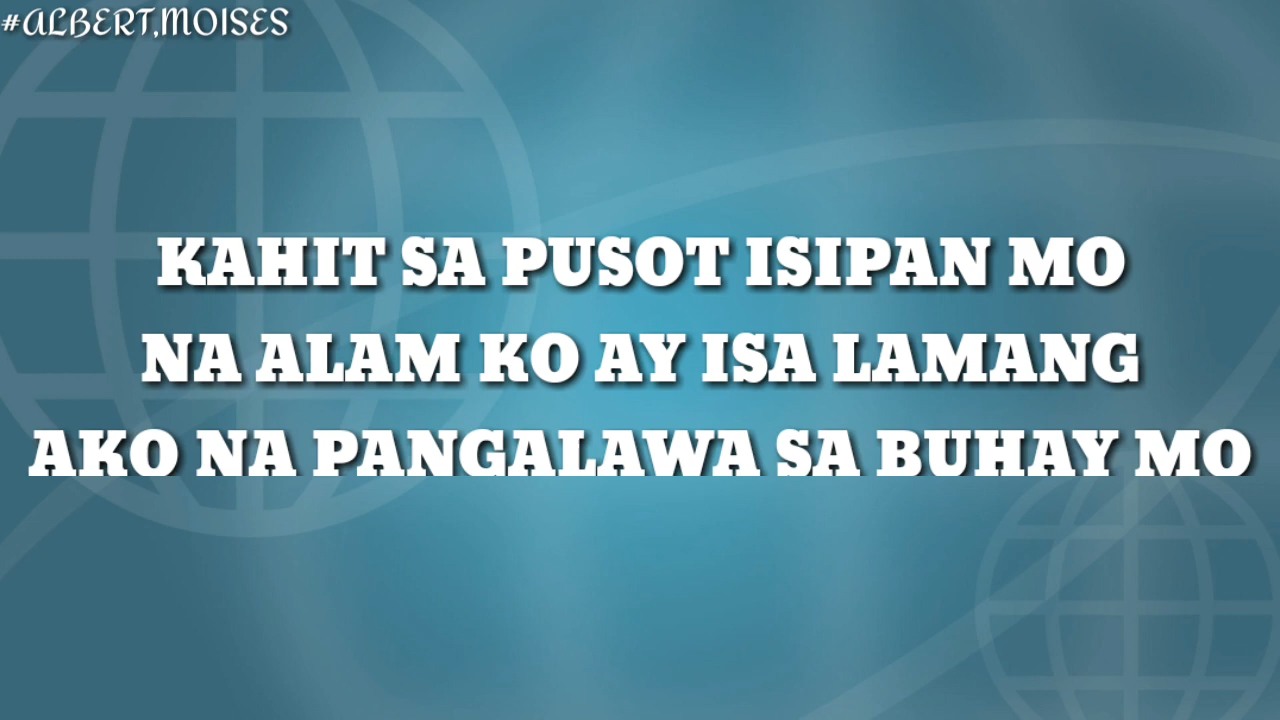 #ALBERT,MOISES
KAHIT SA PUSOT ISIPAN MO
NA ALAM KO AY ISA LAMANG
AKO NA PANGALAWA SA BUHAY MO